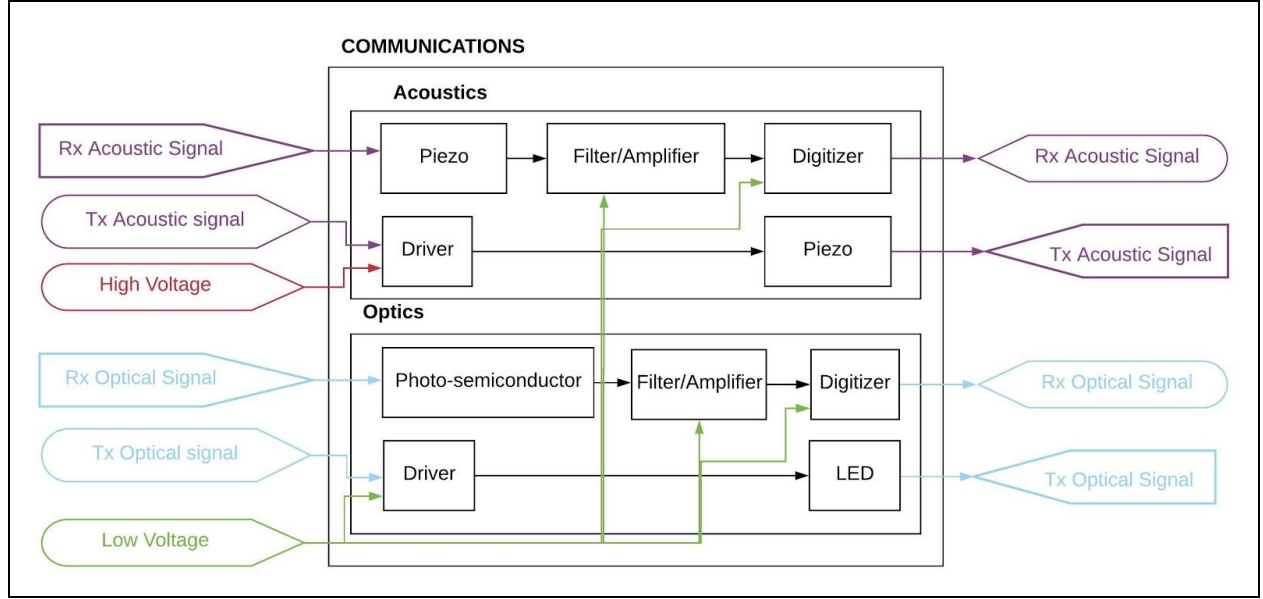 COMMUNICATIONS
Acoustics
Rx Acoustic Signal
Piezo
Filter/Amplifier
Digitizer
Rx Acoustic Signal
Tx Acoustic signal
Driver
Piezo
Tx Acoustic Signal
High Voltage
Optics
Rx Optical Signal
Photo-semiconductor
Filter/Amplifier
Digitizer
Rx Optical Signal
Tx Optical signal
Driver
LED
Tx Optical Signal
Low Voltage